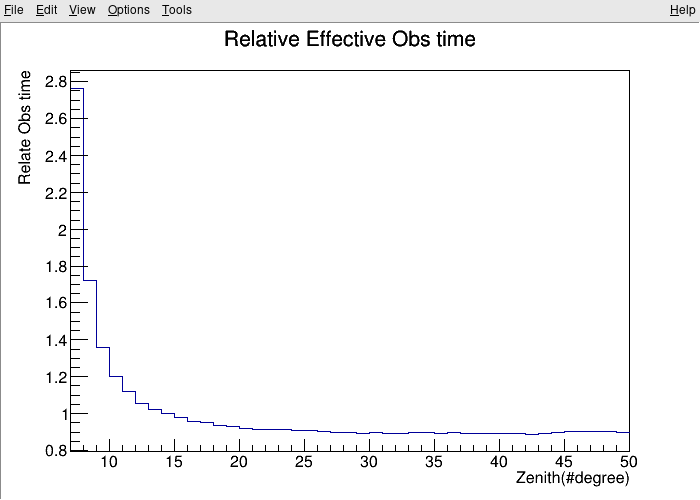 File Edit View Options Tools Help
Relative Effective Obs time
Relate Obs time
2.8
2.6
2.4
2.2
2
1.8
1.6
1.4
1.2
1
0.8
10 15 20 25 30 35 40 45 50
Zenith(#degree)